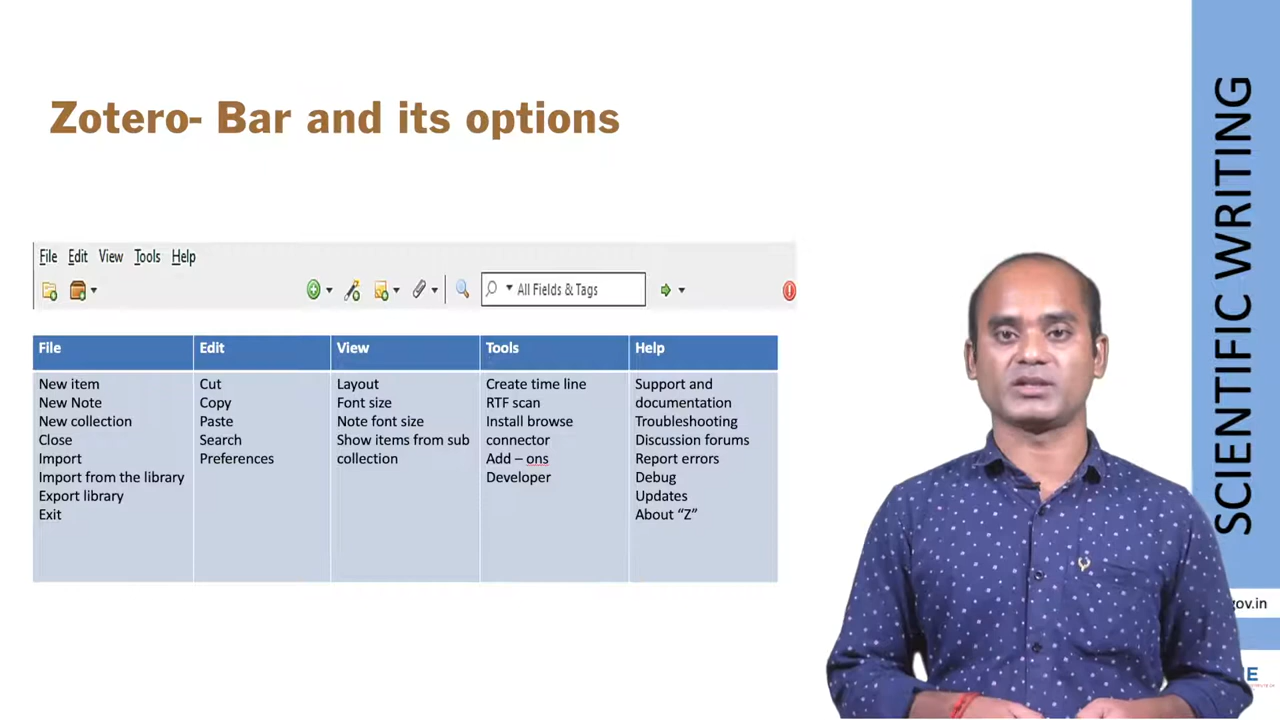 Zotero- Bar and its options
File Edit View Tools Help
All Fields & Tags
File Edit View Tools Help
New item
New Note
New collection
Close
Import
Import from the library
Export library
Exit
Cut
Copy
Paste
Search
Preferences
Layout
Font size
Note font size
Show items from sub
collection
Create time line
RTF scan
Install browse
connector
Add – ons
Developer
Support and
documentation
Troubleshooting
Discussion forums
Report errors
Debug
Updates
About “Z”
SCIENTIFIC WRITING
gov.in
E